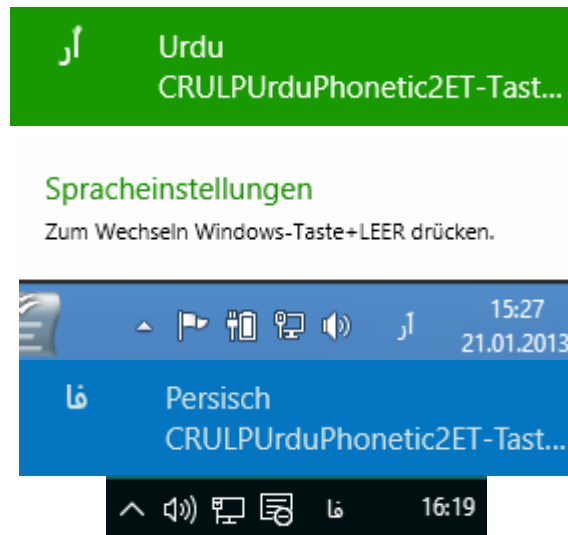 اُر
Urdu
CRULPUrduPhonetic2ET-Tast...
Spracheinstellungen
Zum Wechseln Windows-Taste+LEER drücken.
اُر
15:27
21.01.2013
فا
Persisch
CRULPUrduPhonetic2ET-Tast...
فا
16:19